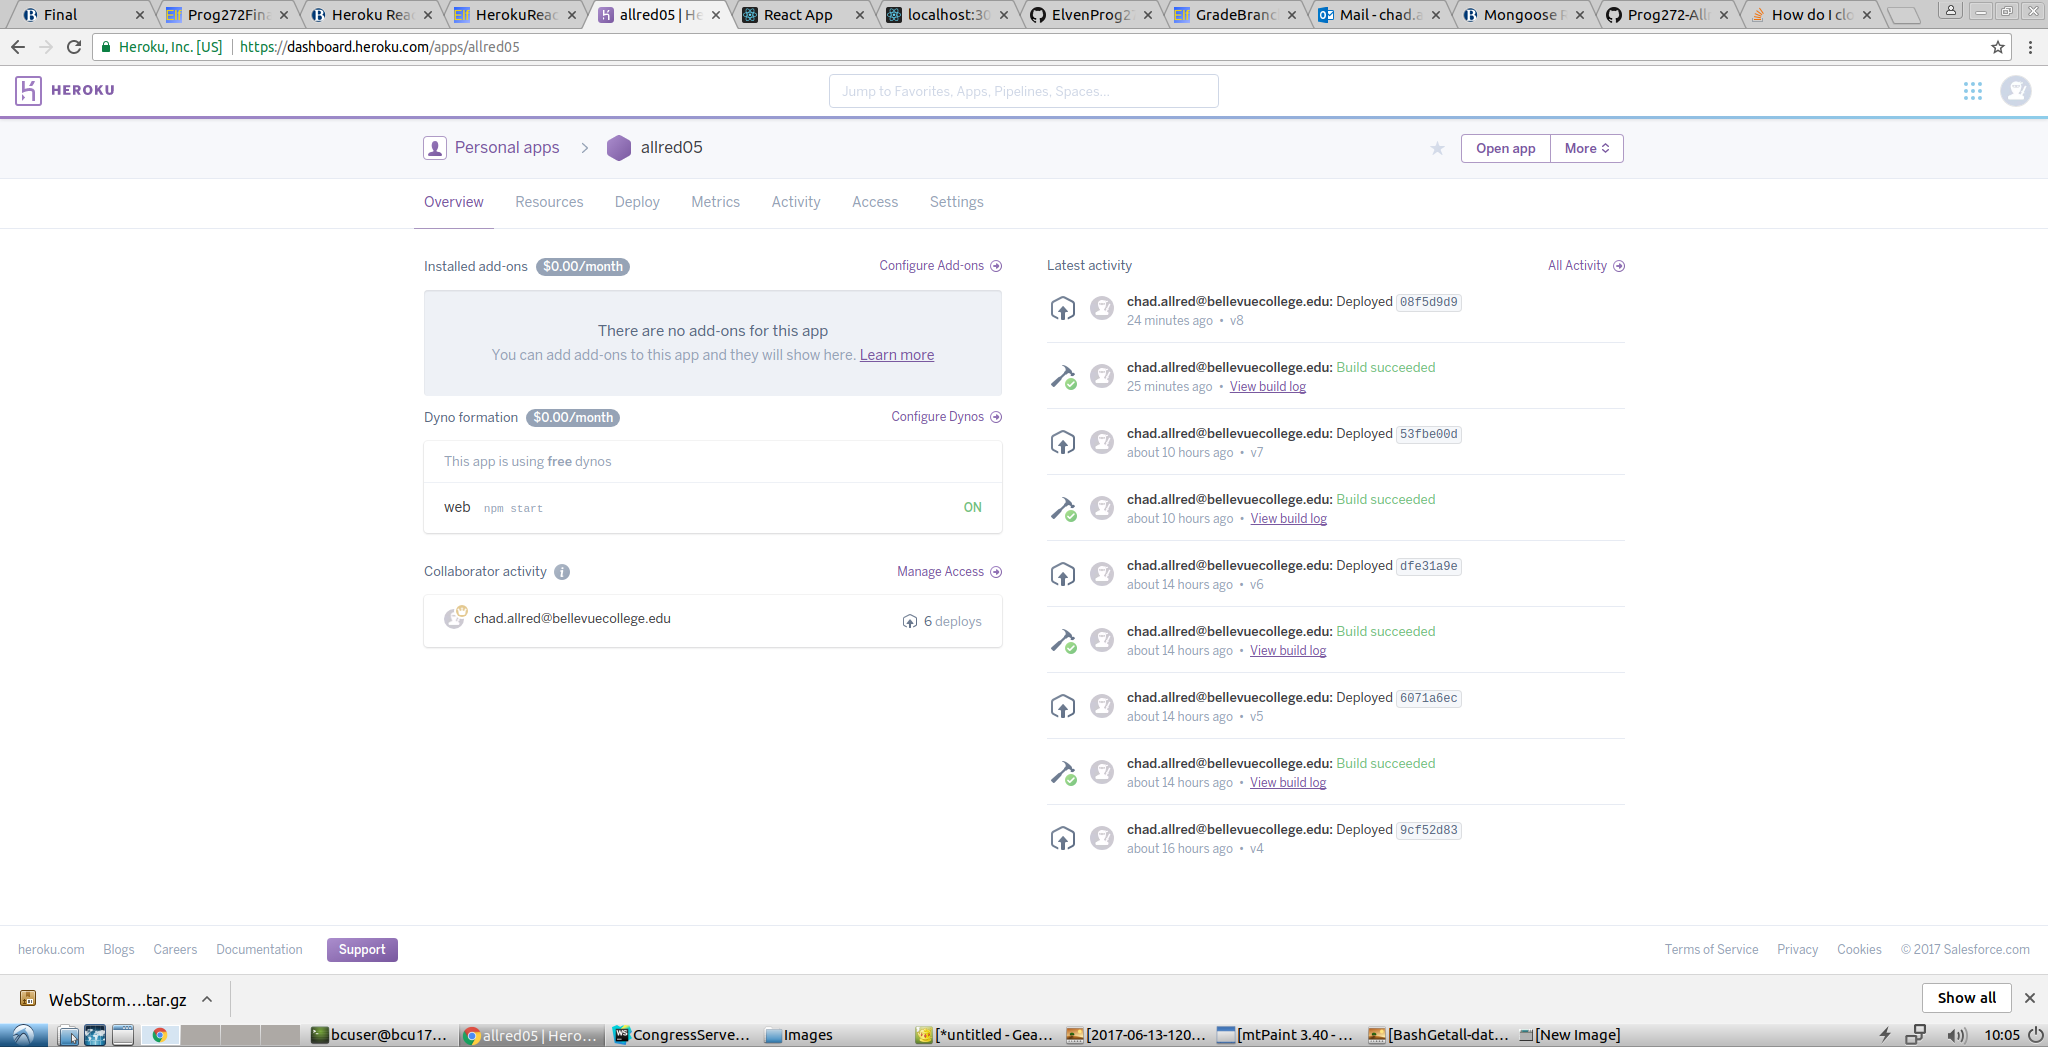 Final
Prog272Fin
Heroku Rea
HerokuReac
allred05 | He
React App
localhost:30
ElvenProg2
GradeBranc
Mail - chad.a
Mongoose R
Prog272-All
How do I clo
Heroku, Inc. [US]
https://dashboard.heroku.com/apps/allred05
HEROKU
Jump to Favorites, Apps, Pipelines, Spaces...
Personal apps > allred05
Open app
More
Overview
Resources
Deploy
Metrics
Activity
Access
Settings
Installed add-ons $0.00/month
Configure Add-ons
There are no add-ons for this app
You can add add-ons to this app and they will show here. Learn more
Dyno formation $0.00/month
Configure Dynos
This app is using free dynos
web npm start ON
Collaborator activity i
Manage Access
chad.allred@bellevuecollege.edu 6 deploys
Latest activity
All Activity
chad.allred@bellevuecollege.edu: Deployed 08f5d9d9
24 minutes ago • v8
chad.allred@bellevuecollege.edu: Build succeeded
25 minutes ago • View build log
chad.allred@bellevuecollege.edu: Deployed 53fbe00d
about 10 hours ago • v7
chad.allred@bellevuecollege.edu: Build succeeded
about 10 hours ago • View build log
chad.allred@bellevuecollege.edu: Deployed dfe31a9e
about 14 hours ago • v6
chad.allred@bellevuecollege.edu: Build succeeded
about 14 hours ago • View build log
chad.allred@bellevuecollege.edu: Deployed 6071a6ec
about 14 hours ago • v5
chad.allred@bellevuecollege.edu: Build succeeded
about 14 hours ago • View build log
chad.allred@bellevuecollege.edu: Deployed 9cf52d83
about 16 hours ago • v4
heroku.com
Blogs
Careers
Documentation
Support
Terms of Service
Privacy
Cookies
© 2017 Salesforce.com
WebStorm....tar.gz
Show all
bcuser@bcu17...
allred05 | Hero...
CongressServe...
Images
[*untitled - Gea...
[2017-06-13-120...
[mtPaint 3.40 - ...
[BashGetall-dat...
[New Image]
10:05